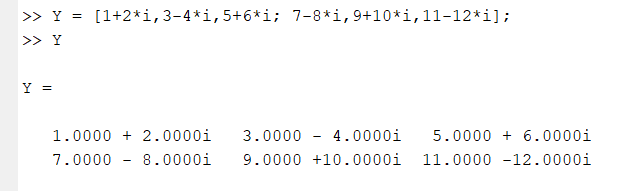 >> Y = [1+2*i,3-4*i,5+6*i; 7-8*i,9+10*i,11-12*i];
>> Y
Y =
1.0000 + 2.0000i   3.0000 - 4.0000i   5.0000 + 6.0000i
7.0000 - 8.0000i   9.0000 +10.0000i  11.0000 -12.0000i